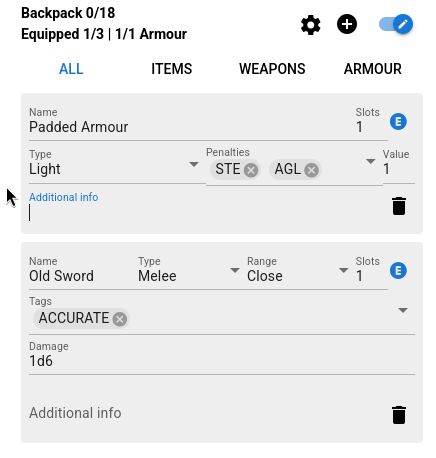 Backpack 0/18
Equipped 1/3 | 1/1 Armour
ALL ITEMS WEAPONS ARMOUR
Name Slots
Padded Armour 1 E
Type Penalties Value
Light STE AGL 1
Additional info
Name Type Range Slots
Old Sword Melee Close 1 E
Tags
ACCURATE
Damage
1d6
Additional info